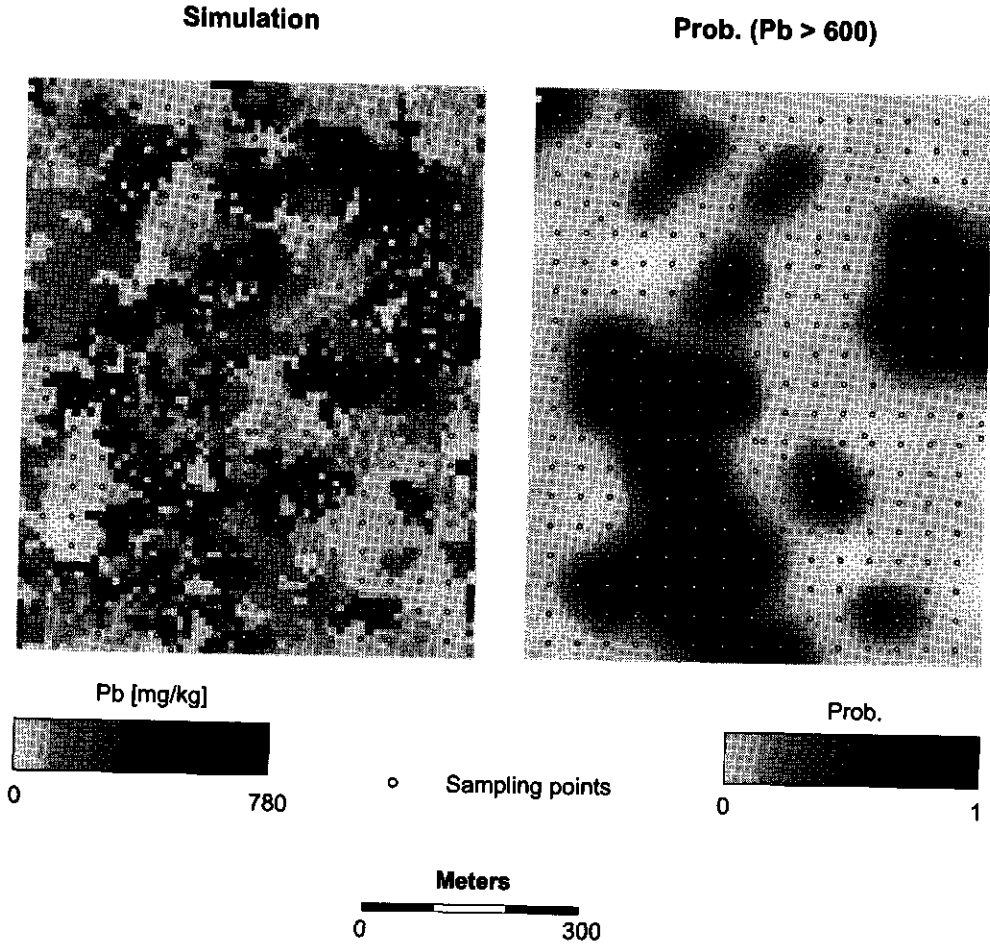 Simulation
Prob. (Pb > 600)
Pb [mg/kg]
0 780
Sampling points
Prob.
0 1
Meters
0 300